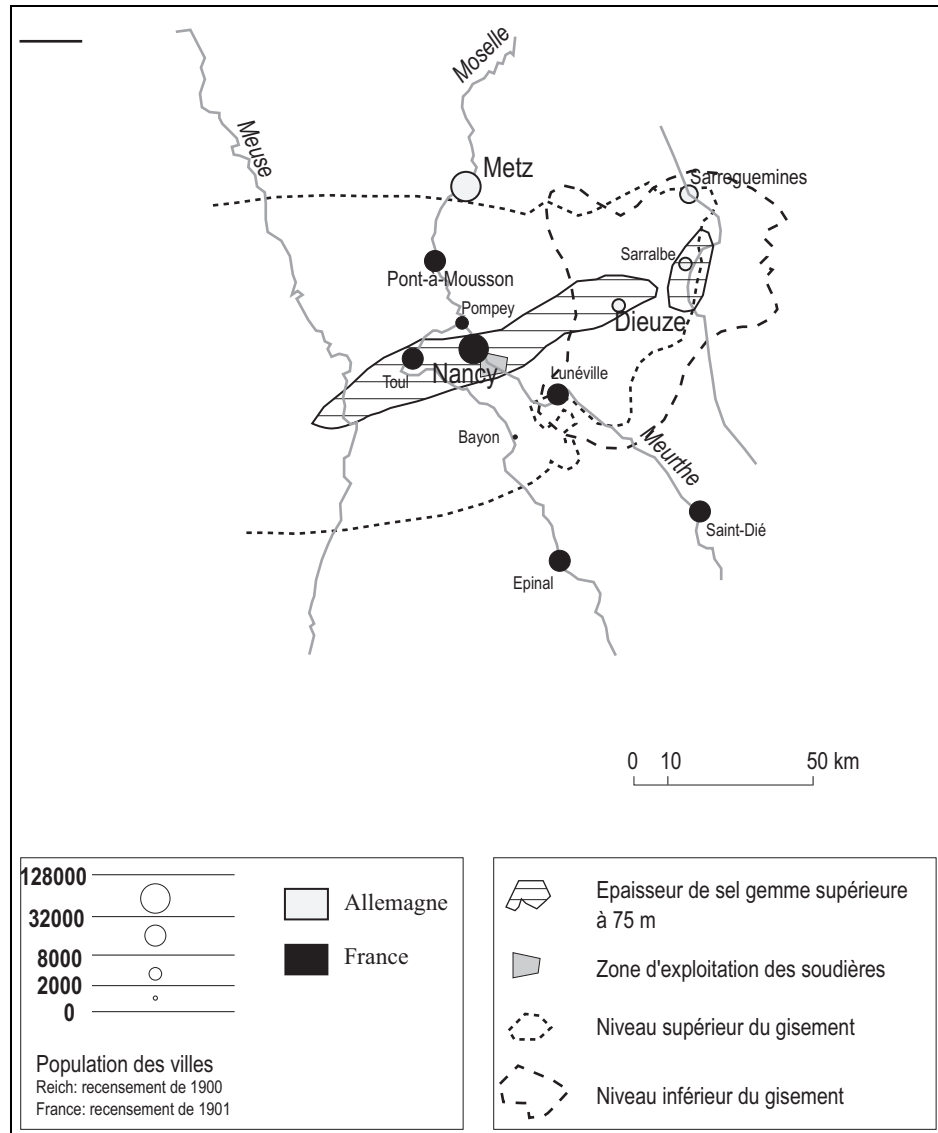 Moselle
Meuse
Metz
Sarroguemines
Sarralbe
Pont-à-Mousson
Pompey
Dieuze
Nancy
Toul
Lunéville
Bayon
Meurthe
Saint-Dié
Epinal
0 10 50 km
128000
32000
8000
2000
0
Allemagne
France
Population des villes
Reich: recensement de 1900
France: recensement de 1901
Epaisseur de sel gemme supérieure
à 75 m
Zone d'exploitation des soudières
Niveau supérieur du gisement
Niveau inférieur du gisement